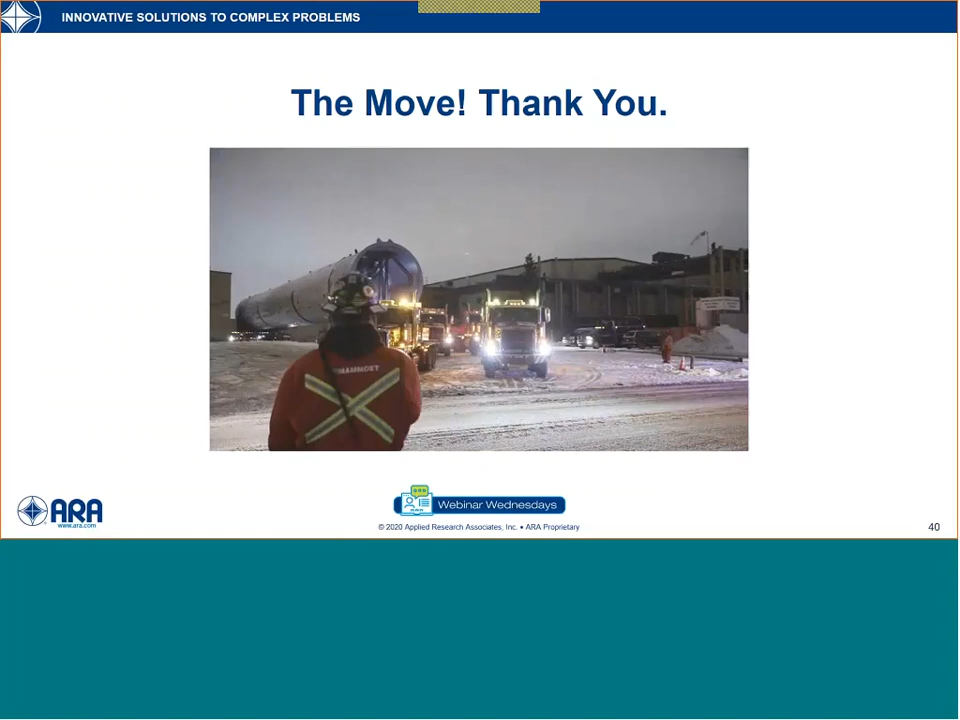 INNOVATIVE SOLUTIONS TO COMPLEX PROBLEMS
The Move! Thank You.
MAMMOET
ARA
www.ara.com
Webinar Wednesdays
© 2020 Applied Research Associates, Inc. • ARA Proprietary
40